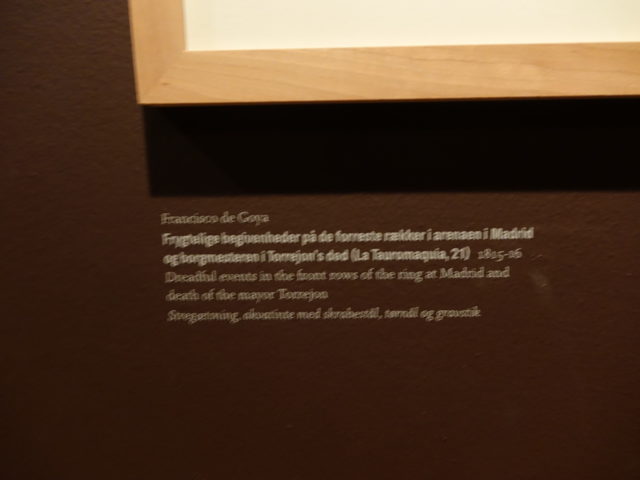 Francisco de Goya
Frygtelige begivenheder på de forreste rækker i arenaen i Madrid
og borgmesteren i Torrejon's død (La Tauromaquia, 21) 1815-16
Dreadful events in the front rows of the ring at Madrid and
death of the mayor Torrejon
Stregætsning, akvatinte med skrabestål, tørnål og gravstik